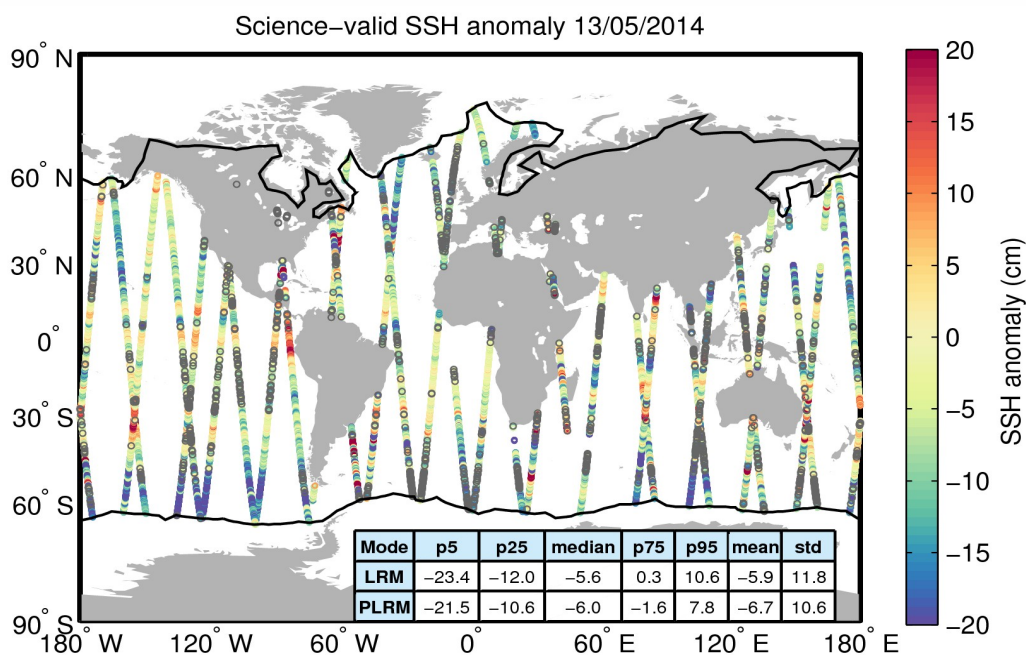 Science−valid SSH anomaly 13/05/2014
90° N
60° N
30° N
0°
30° S
60° S
90° S
180° W
120° W
60° W
0°
60° E
120° E
180° E
20
15
10
5
0
−5
−10
−15
−20
SSH anomaly (cm)
Mode p5 p25 median p75 p95 mean std
LRM −23.4 −12.0 −5.6 0.3 10.6 −5.9 11.8
PLRM −21.5 −10.6 −6.0 −1.6 7.8 −6.7 10.6